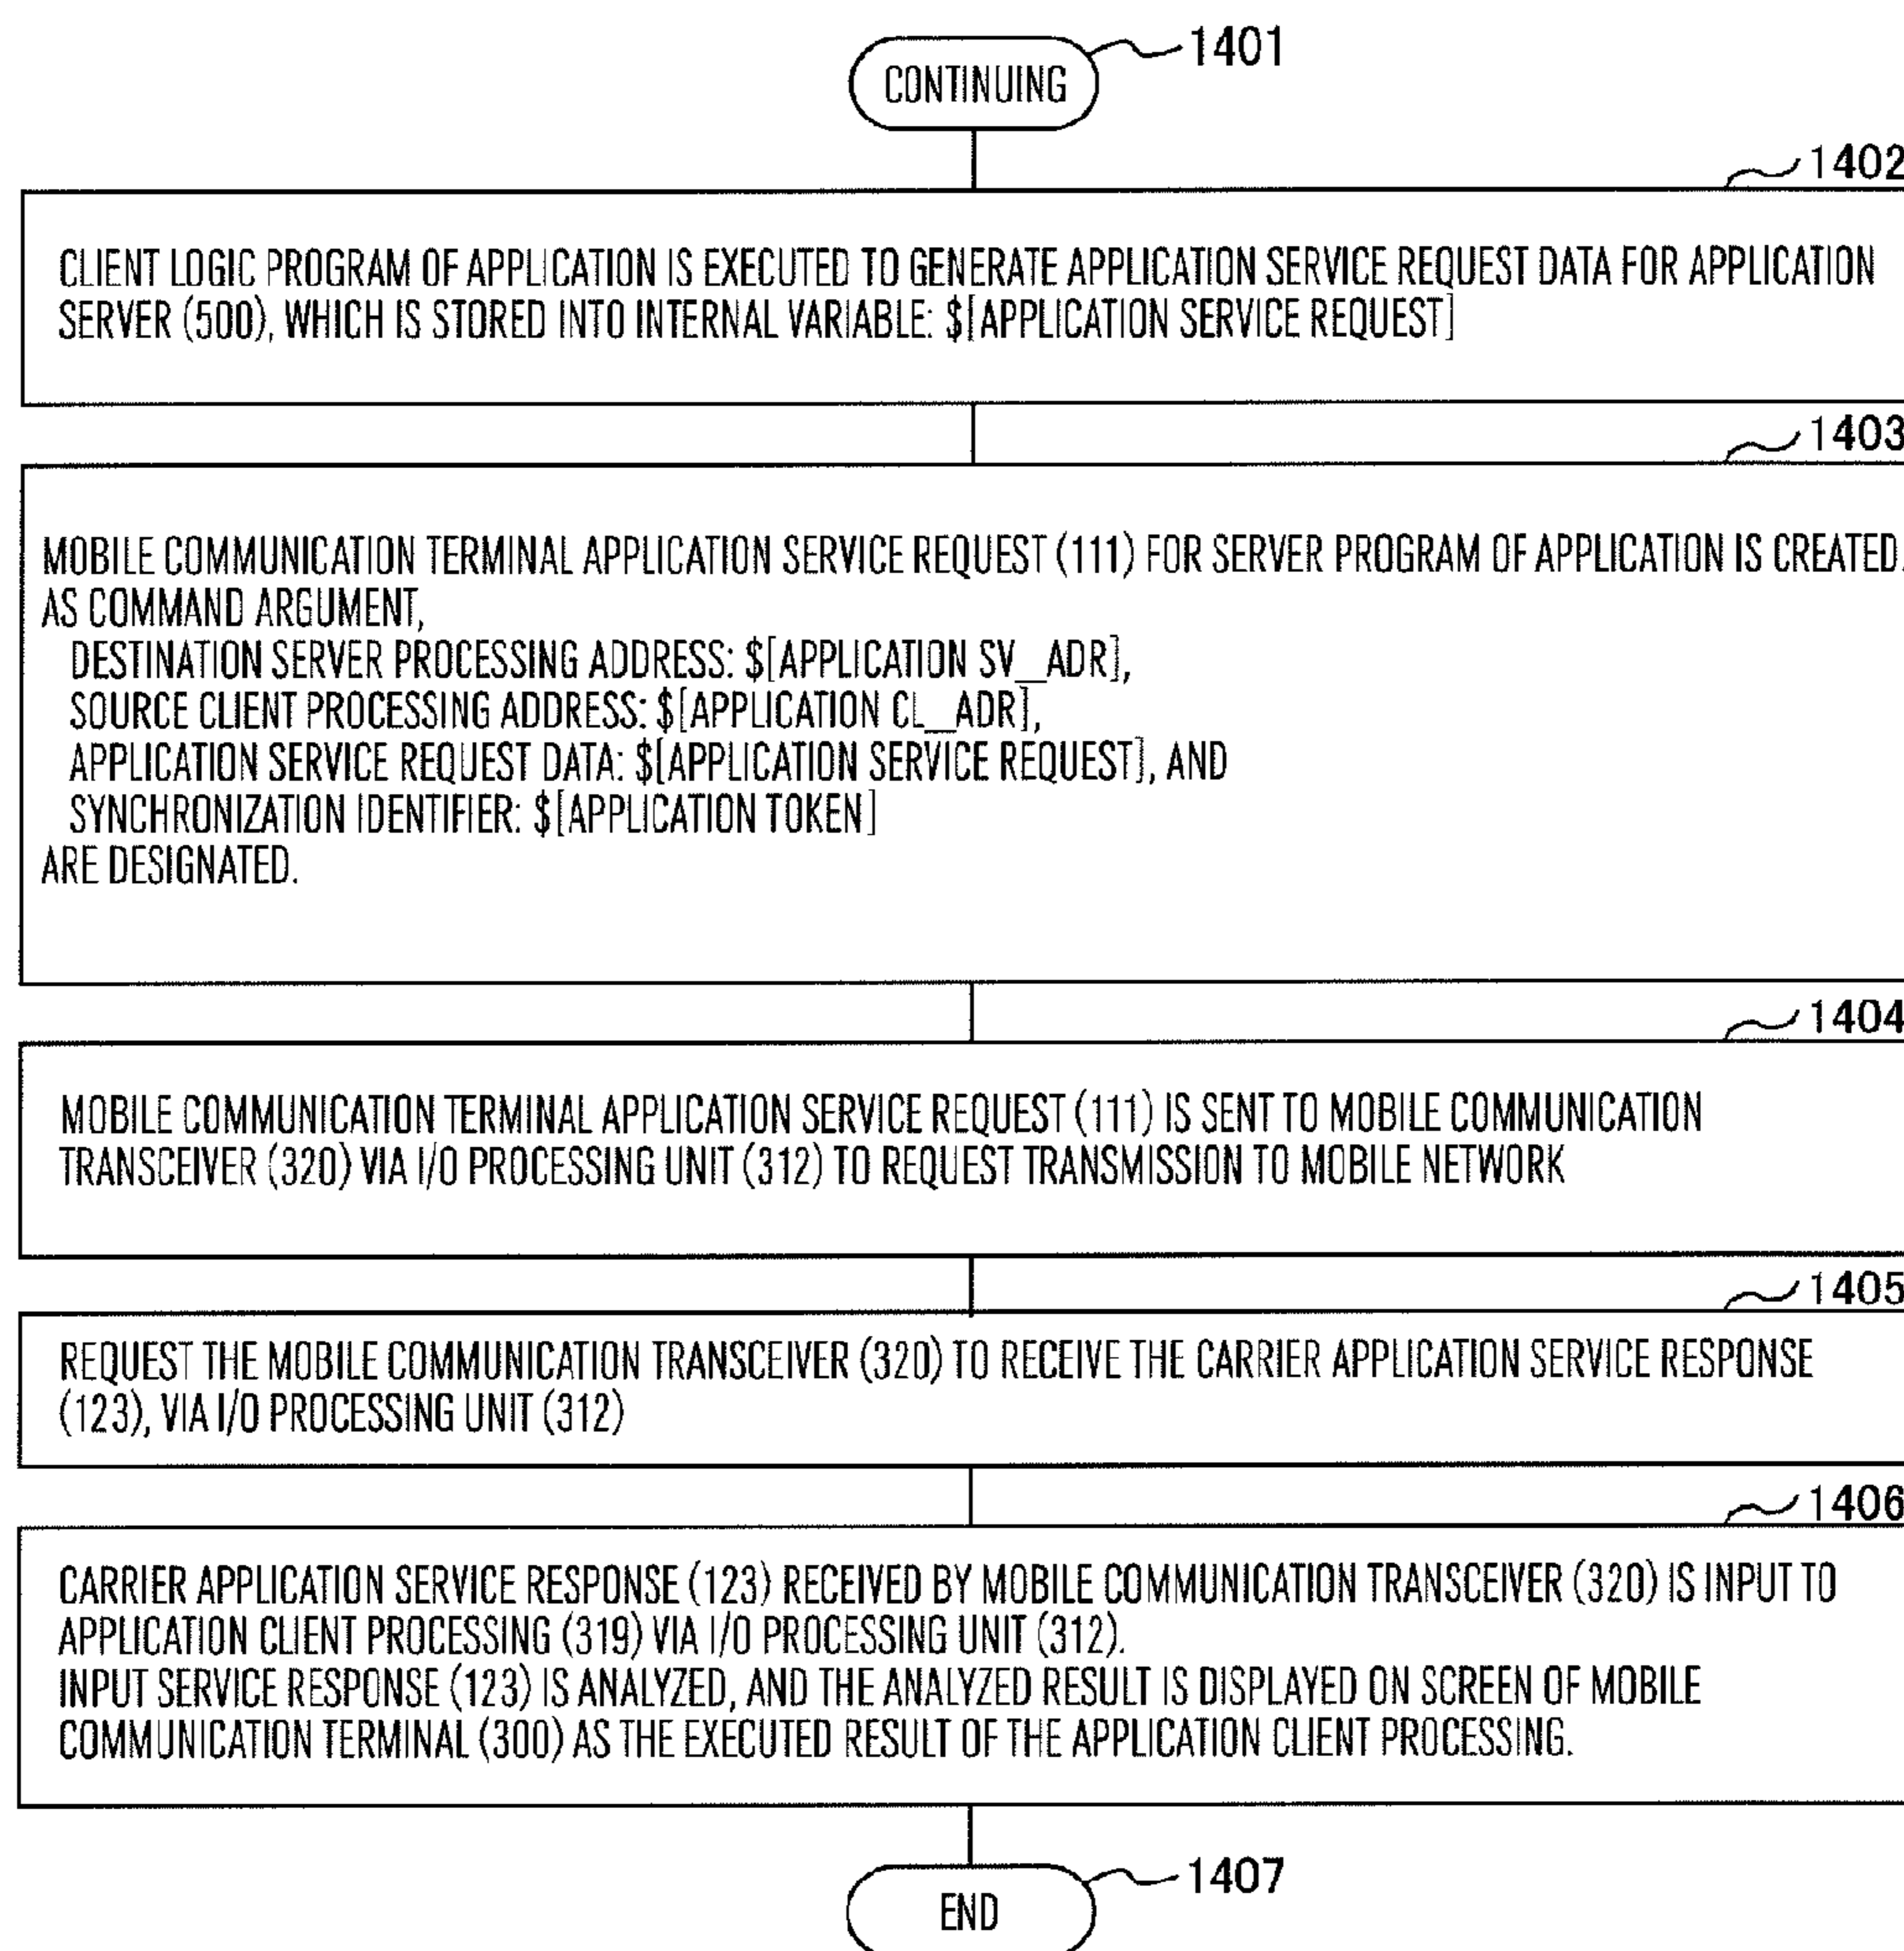 1401
CONTINUING
1402
CLIENT LOGIC PROGRAM OF APPLICATION IS EXECUTED TO GENERATE APPLICATION SERVICE REQUEST DATA FOR APPLICATION
SERVER (500), WHICH IS STORED INTO INTERNAL VARIABLE: $[APPLICATION SERVICE REQUEST]
1403
MOBILE COMMUNICATION TERMINAL APPLICATION SERVICE REQUEST (111) FOR SERVER PROGRAM OF APPLICATION IS CREATED.
AS COMMAND ARGUMENT,
DESTINATION SERVER PROCESSING ADDRESS: $[APPLICATION SV_ADR],
SOURCE CLIENT PROCESSING ADDRESS: $[APPLICATION CL_ADR],
APPLICATION SERVICE REQUEST DATA: $[APPLICATION SERVICE REQUEST], AND
SYNCHRONIZATION IDENTIFIER: $[APPLICATION TOKEN]
ARE DESIGNATED.
1404
MOBILE COMMUNICATION TERMINAL APPLICATION SERVICE REQUEST (111) IS SENT TO MOBILE COMMUNICATION
TRANSCEIVER (320) VIA I/O PROCESSING UNIT (312) TO REQUEST TRANSMISSION TO MOBILE NETWORK
1405
REQUEST THE MOBILE COMMUNICATION TRANSCEIVER (320) TO RECEIVE THE CARRIER APPLICATION SERVICE RESPONSE
(123), VIA I/O PROCESSING UNIT (312)
1406
CARRIER APPLICATION SERVICE RESPONSE (123) RECEIVED BY MOBILE COMMUNICATION TRANSCEIVER (320) IS INPUT TO
APPLICATION CLIENT PROCESSING (319) VIA I/O PROCESSING UNIT (312).
INPUT SERVICE RESPONSE (123) IS ANALYZED, AND THE ANALYZED RESULT IS DISPLAYED ON SCREEN OF MOBILE
COMMUNICATION TERMINAL (300) AS THE EXECUTED RESULT OF THE APPLICATION CLIENT PROCESSING.
1407
END